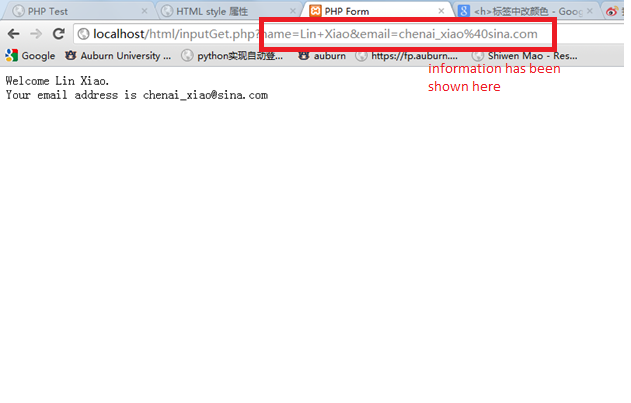 PHP Test
HTML style 属性
PHP Form
<h>标签中改颜色 - Goog
localhost/html/inputGet.php?name=Lin+Xiao&email=chenai_xiao%40sina.com
Google
Auburn University ...
python实现自动登...
auburn
https://fp.auburn....
Shiwen Mao - Res...
information has been
shown here
Welcome Lin Xiao.
Your email address is chenai_xiao@sina.com